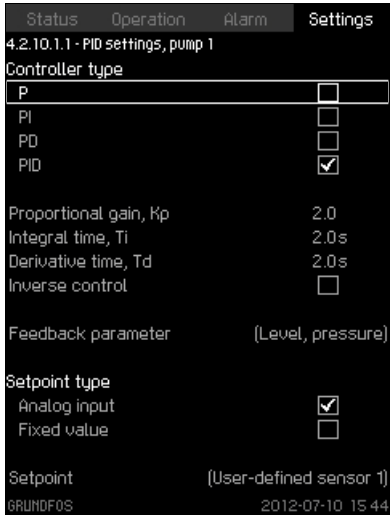 Status Operation Alarm Settings
4.2.10.1.1 - PID settings, pump 1
Controller type
P
PI
PD
PID
Proportional gain, Kp 2.0
Integral time, Ti 2.0s
Derivative time, Td 2.0s
Inverse control
Feedback parameter (Level, pressure)
Setpoint type
Analog input
Fixed value
Setpoint (User-defined sensor 1)
GRUNDFOS 2012-07-10 15 44